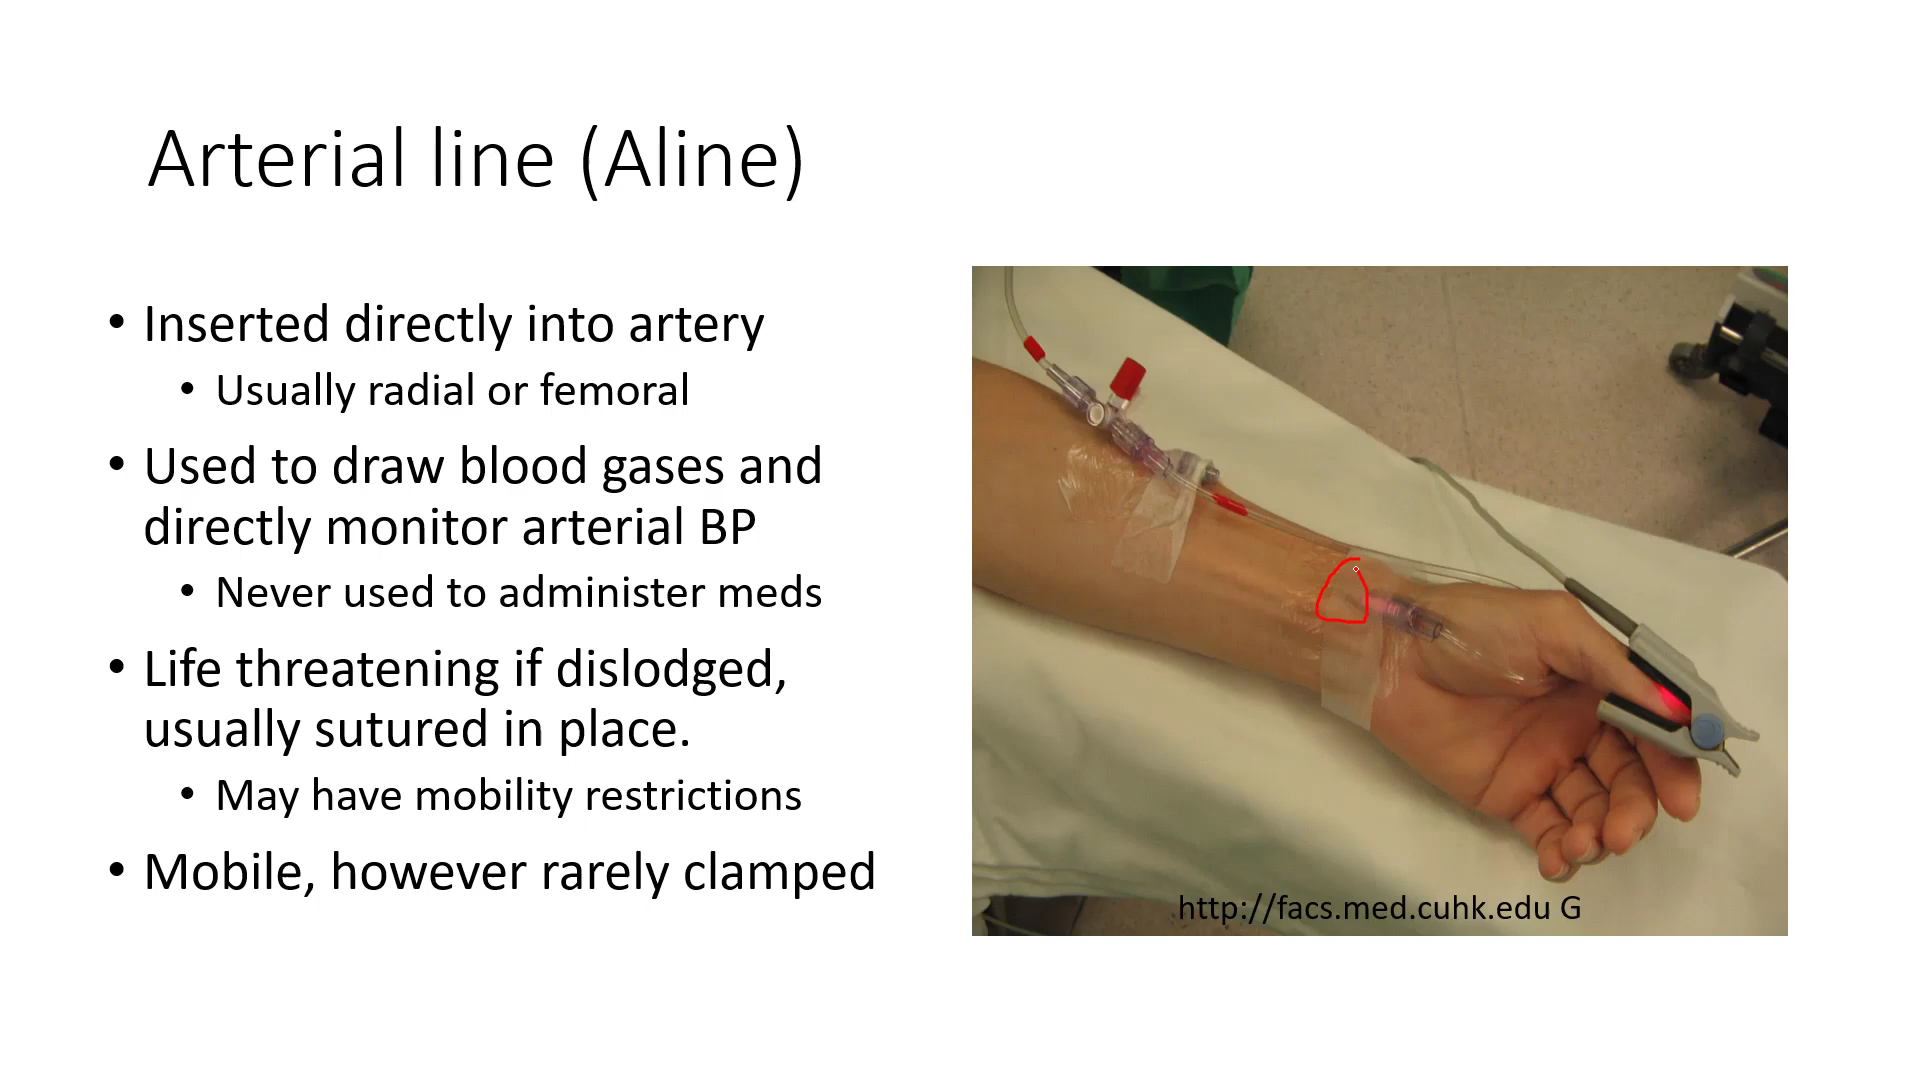 Arterial line (Aline)
• Inserted directly into artery
• Usually radial or femoral
• Used to draw blood gases and
directly monitor arterial BP
• Never used to administer meds
• Life threatening if dislodged,
usually sutured in place.
• May have mobility restrictions
• Mobile, however rarely clamped
http://facs.med.cuhk.edu G